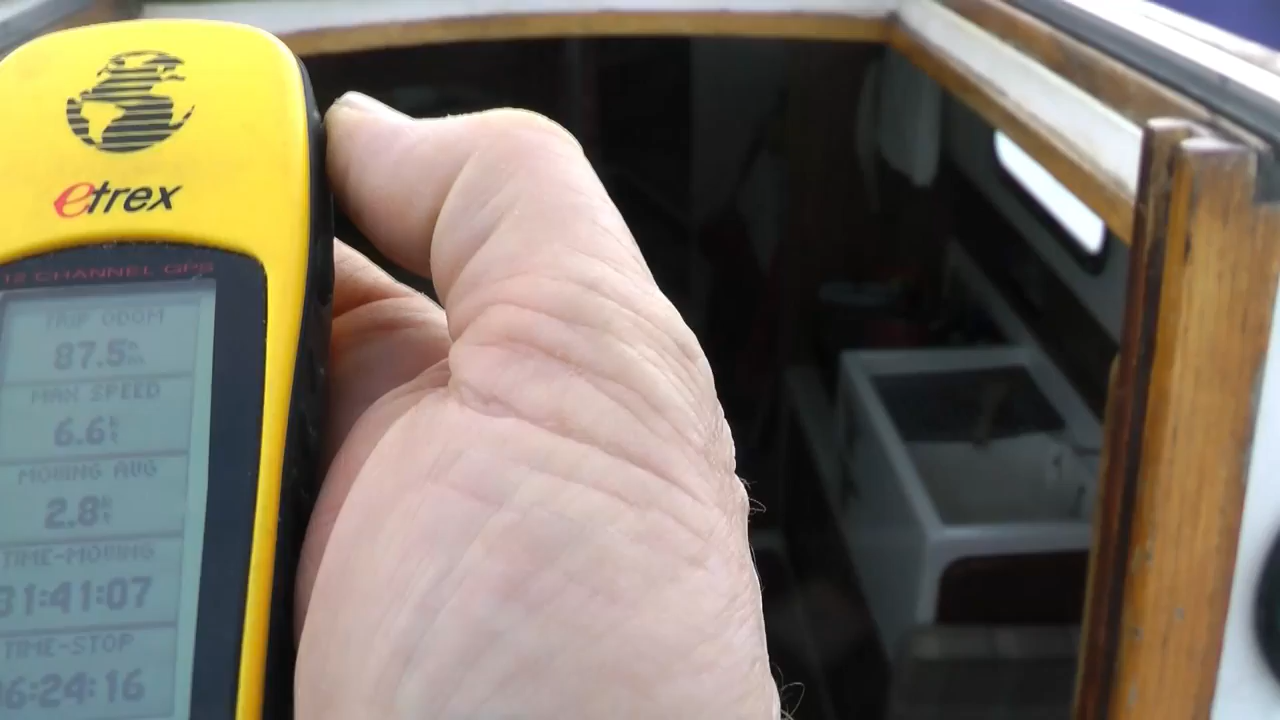 etrex
12 CHANNEL GPS
TRIP ODOM
87.5
MAX SPEED
6.6
MOVING AVG
2.8
TIME-MOVING
31:41:07
TIME-STOP
06:24:16